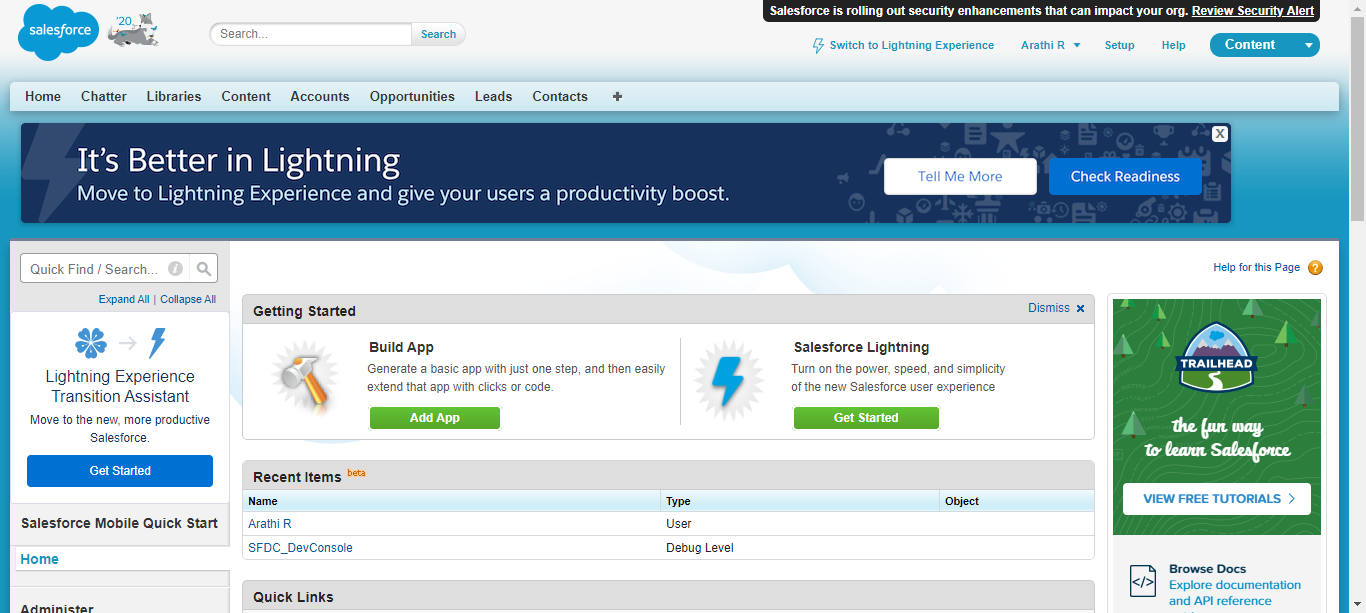 Salesforce is rolling out security enhancements that can impact your org. Review Security Alert
salesforce
'20
Search...
Search
Switch to Lightning Experience
Arathi R
Setup
Help
Content
Home
Chatter
Libraries
Content
Accounts
Opportunities
Leads
Contacts
+
It's Better in Lightning
Move to Lightning Experience and give your users a productivity boost.
Tell Me More
Check Readiness
X
Quick Find / Search...
i
Expand All | Collapse All
Lightning Experience
Transition Assistant
Move to the new, more productive
Salesforce.
Get Started
Salesforce Mobile Quick Start
Home
Administer
Help for this Page ?
Getting Started
Dismiss x
Build App
Generate a basic app with just one step, and then easily
extend that app with clicks or code.
Add App
Salesforce Lightning
Turn on the power, speed, and simplicity
of the new Salesforce user experience
Get Started
Recent Items beta
Name Type Object
Arathi R User
SFDC_DevConsole Debug Level
Quick Links
TRAILHEAD
the fun way
to learn Salesforce
VIEW FREE TUTORIALS >
</>
Browse Docs
Explore documentation
and API reference